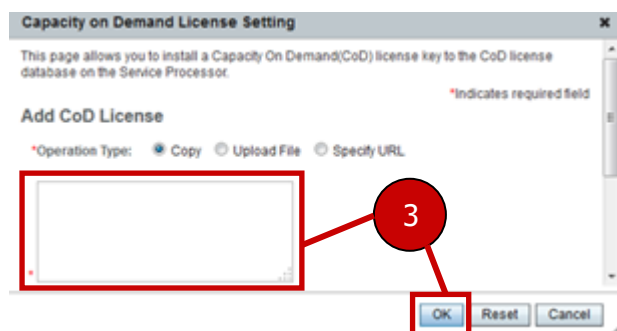 Capacity on Demand License Setting
This page allows you to install a Capacity On Demand(CoD) license key to the CoD license
database on the Service Processor.
*Indicates required field
Add CoD License
*Operation Type: Copy Upload File Specify URL
3
*
OK Reset Cancel